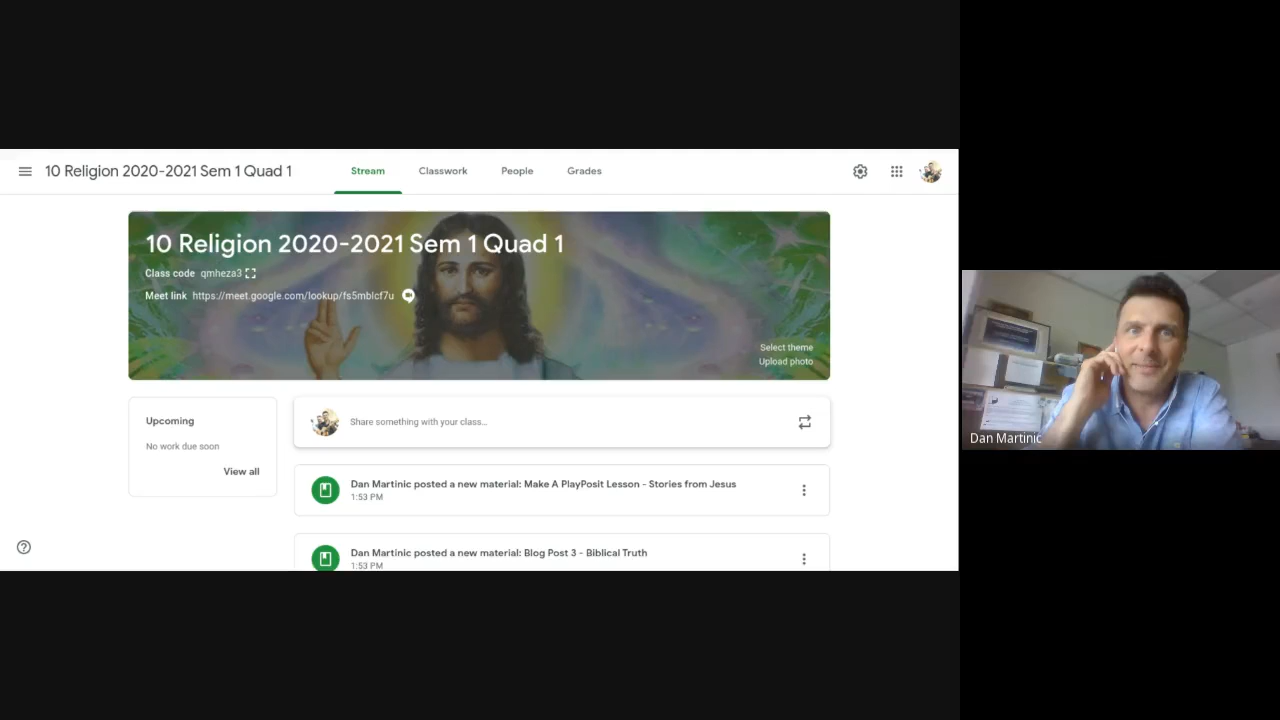 10 Religion 2020-2021 Sem 1 Quad 1
Stream
Classwork
People
Grades
10 Religion 2020-2021 Sem 1 Quad 1
Class code qmheza3
Meet link https://meet.google.com/lookup/fs5mblcf7u
Select theme
Upload photo
Upcoming
No work due soon
View all
Share something with your class...
Dan Martinic posted a new material: Make A PlayPosit Lesson - Stories from Jesus
1:53 PM
Dan Martinic posted a new material: Blog Post 3 - Biblical Truth
1:53 PM
Dan Martinic